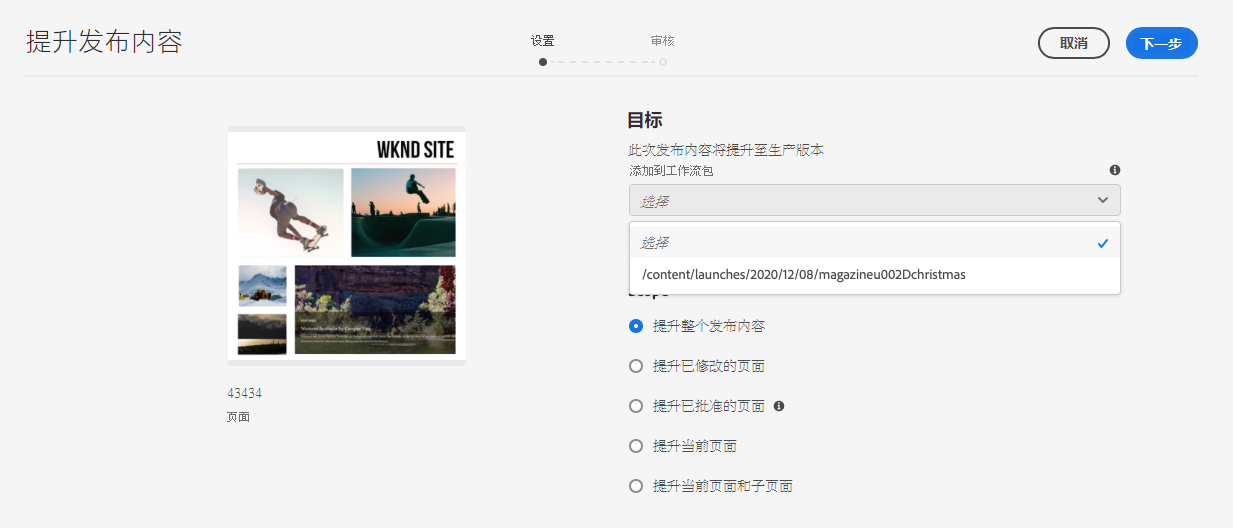 提升发布内容
设置
审核
取消
下一步
WKND SITE
43434
页面
目标
此次发布内容将提升至生产版本
添加到工作流包
选择
选择
/content/launches/2020/12/08/magazineu002Dchristmas
Scope
提升整个发布内容
提升已修改的页面
提升已批准的页面
提升当前页面
提升当前页面和子页面